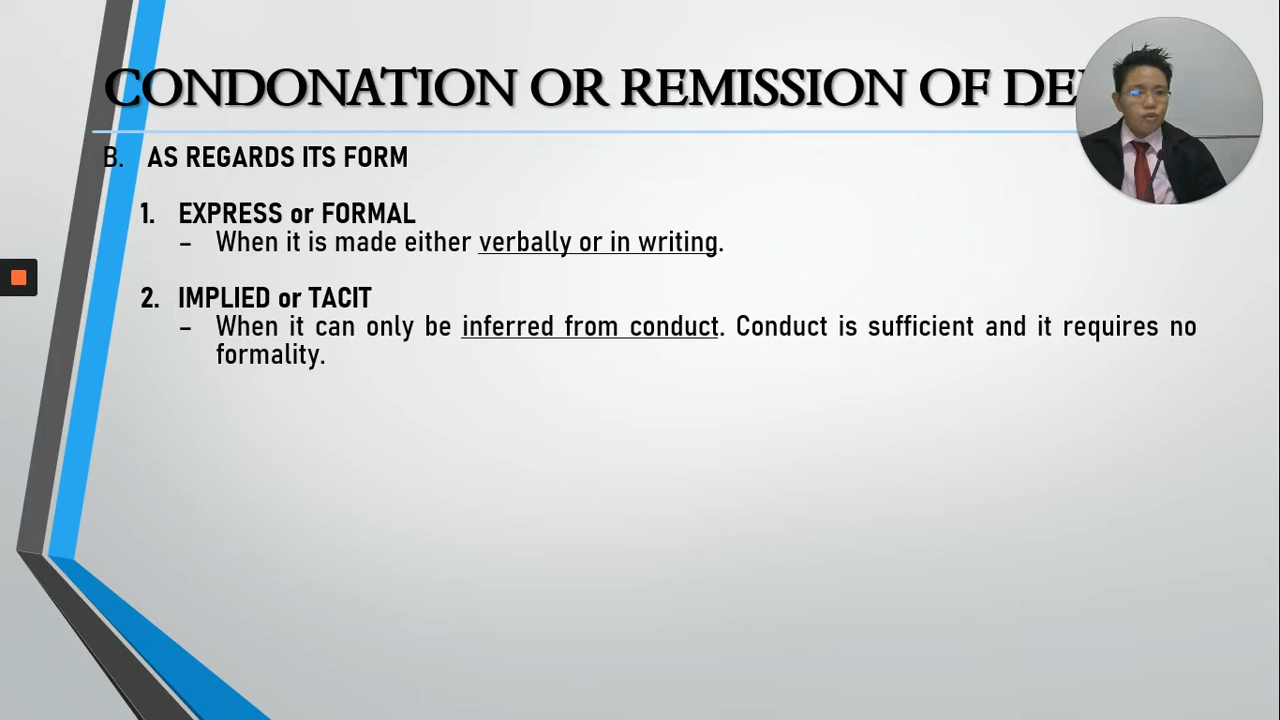 CONDONATION OR REMISSION OF
B. AS REGARDS ITS FORM
1. EXPRESS or FORMAL
– When it is made either verbally or in writing.
2. IMPLIED or TACIT
– When it can only be inferred from conduct. Conduct is sufficient and it requires no
formality.